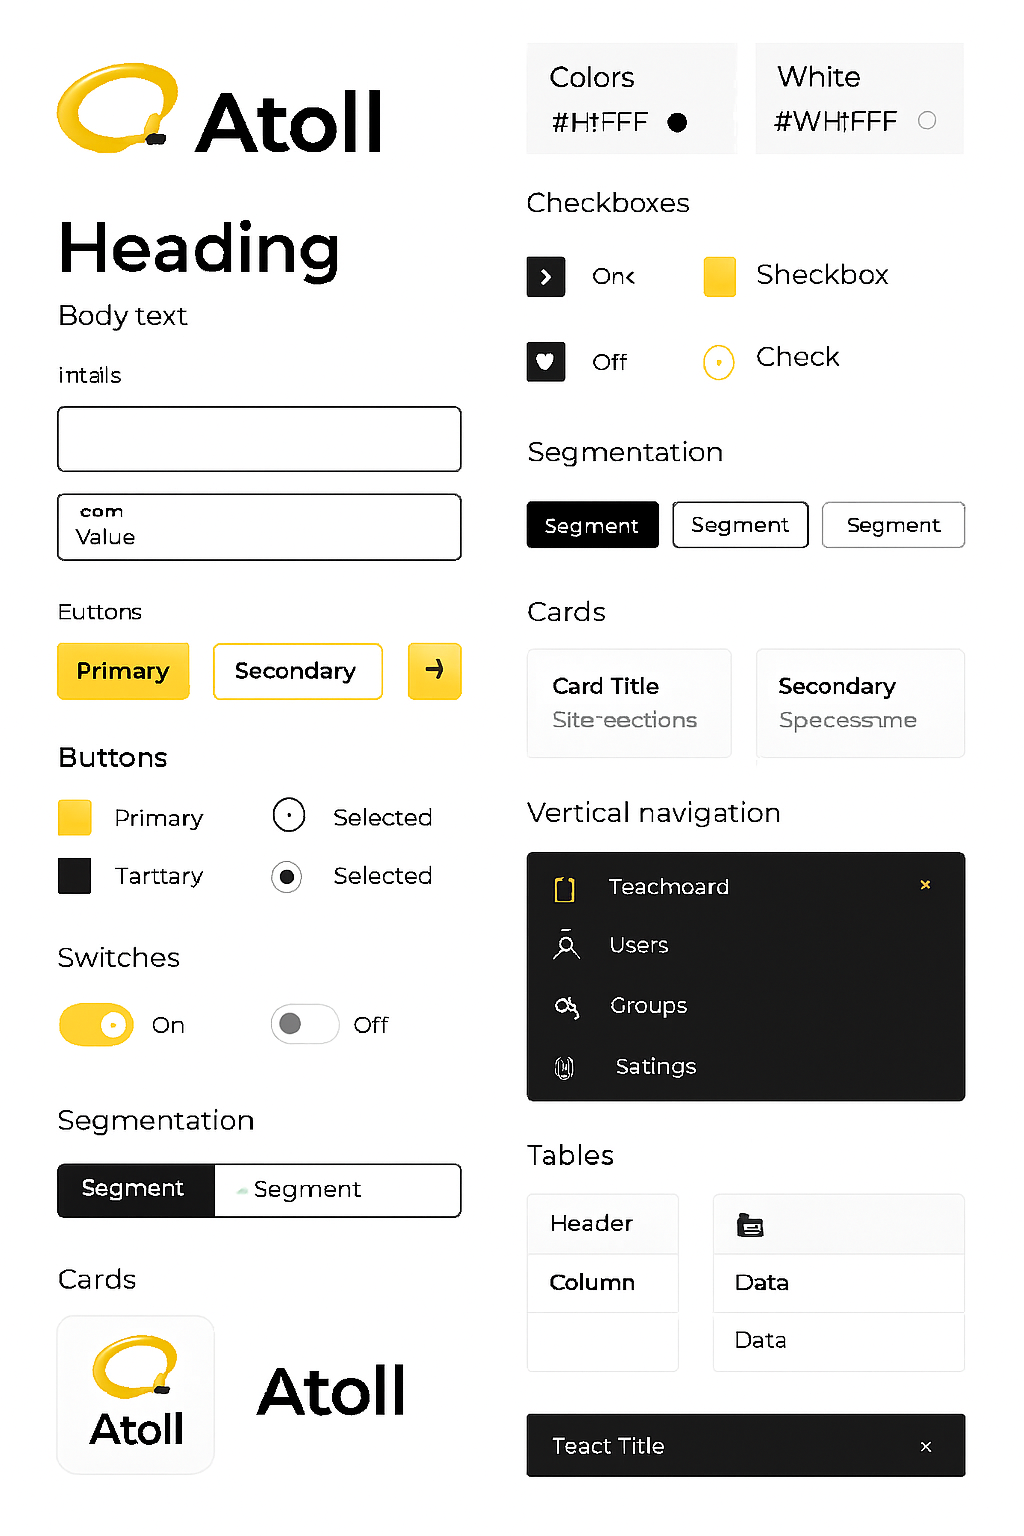 Atoll
Heading
Body text
intails
com
Value
Euttons
Primary
Secondary
Buttons
Primary
Selected
Tarttary
Selected
Switches
On
Off
Segmentation
Segment
Segment
Cards
Atoll
Atoll
Colors
#H†FFF
White
#WH†FFF
Checkboxes
On<
Sheckbox
Off
Check
Segmentation
Segment
Segment
Segment
Cards
Card Title
Site-eections
Secondary
Specessnme
Vertical navigation
Teacmoard
Users
Groups
Satings
Tables
Header
Column
Data
Data
Teact Title